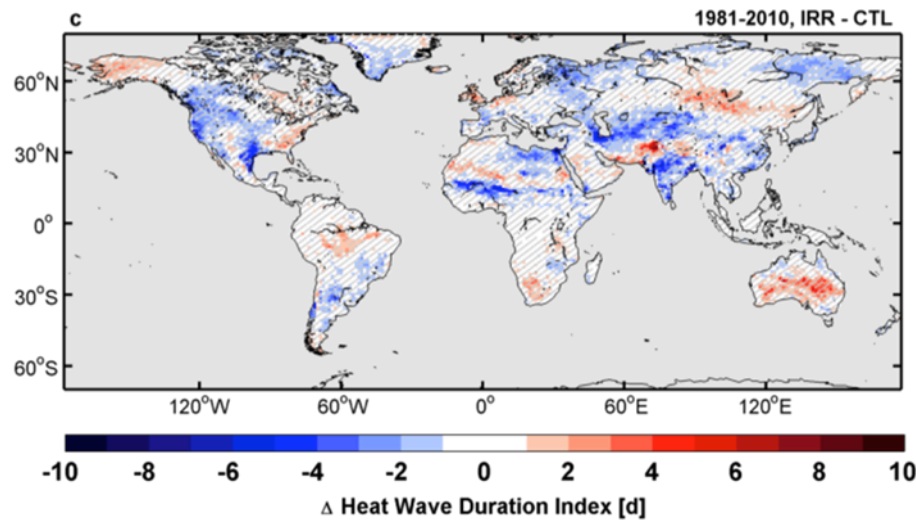 c 1981-2010, IRR - CTL
60°N
30°N
0°
30°S
60°S
120°W 60°W 0° 60°E 120°E
-10 -8 -6 -4 -2 0 2 4 6 8 10
Δ Heat Wave Duration Index [d]